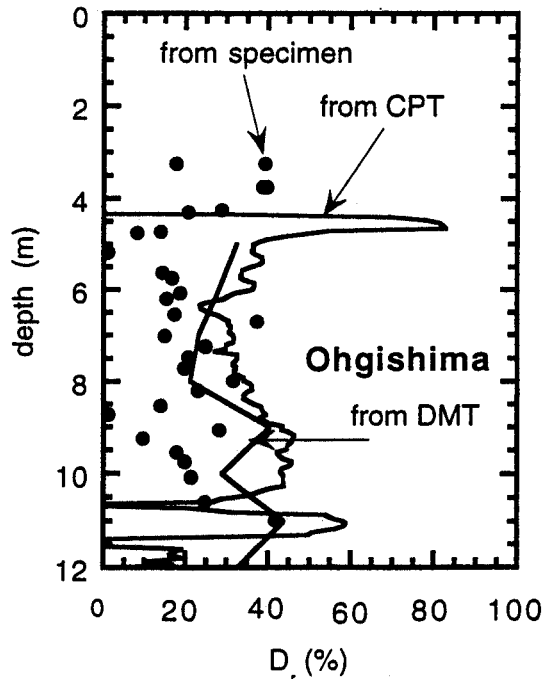 0
from specimen
2
from CPT
4
depth (m)
6
Ohgishima
8
from DMT
10
12
0 20 40 60 80 100
D (%)